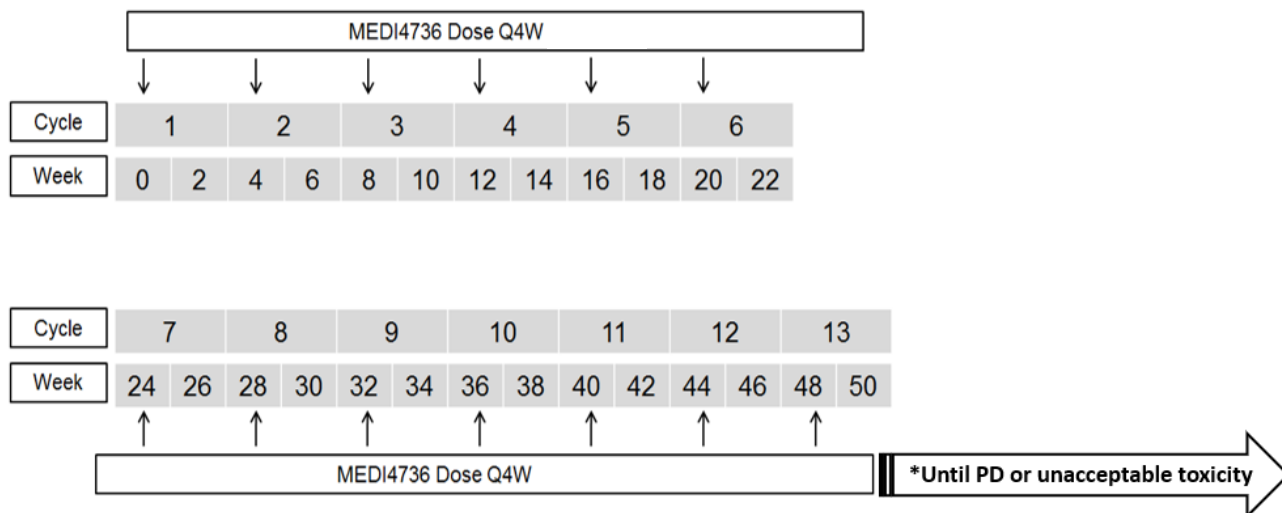 MEDI4736 Dose Q4W
Cycle 1 2 3 4 5 6
Week 0 2 4 6 8 10 12 14 16 18 20 22
Cycle 7 8 9 10 11 12 13
Week 24 26 28 30 32 34 36 38 40 42 44 46 48 50
MEDI4736 Dose Q4W *Until PD or unacceptable toxicity